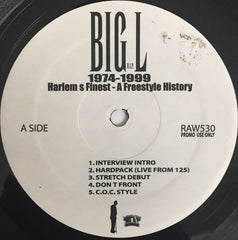 BIG L
R.I.P.
1974-1999
Harlem s Finest - A Freestyle History
A SIDE
RAW530
PROMO USE ONLY
1. INTERVIEW INTRO
2. HARDPACK (LIVE FROM 125)
3. STRETCH DEBUT
4. DON T FRONT
5. C.O.C. STYLE